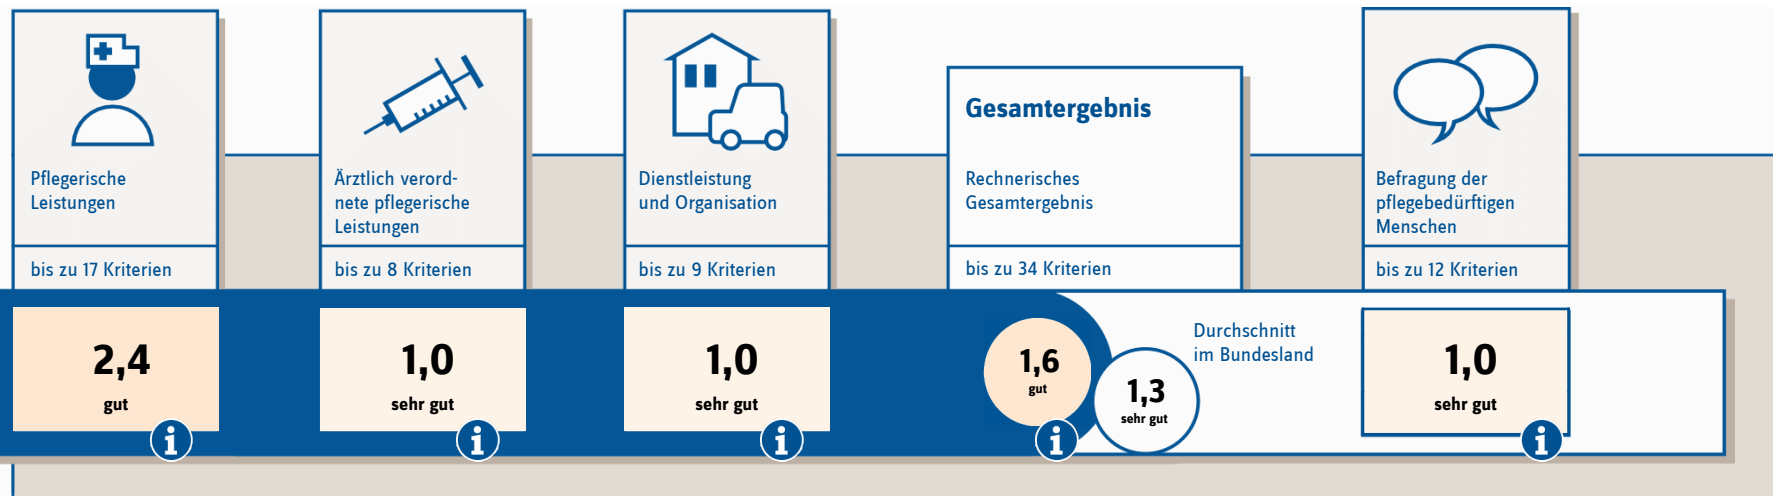 Pflegerische
Leistungen
bis zu 17 Kriterien
2,4
gut
i
Ärztlich verord-
nete pflegerische
Leistungen
bis zu 8 Kriterien
1,0
sehr gut
i
Dienstleistung
und Organisation
bis zu 9 Kriterien
1,0
sehr gut
i
Gesamtergebnis
Rechnerisches
Gesamtergebnis
bis zu 34 Kriterien
1,6
gut
i
1,3
sehr gut
Durchschnitt
im Bundesland
Befragung der
pflegebedürftigen
Menschen
bis zu 12 Kriterien
1,0
sehr gut
i